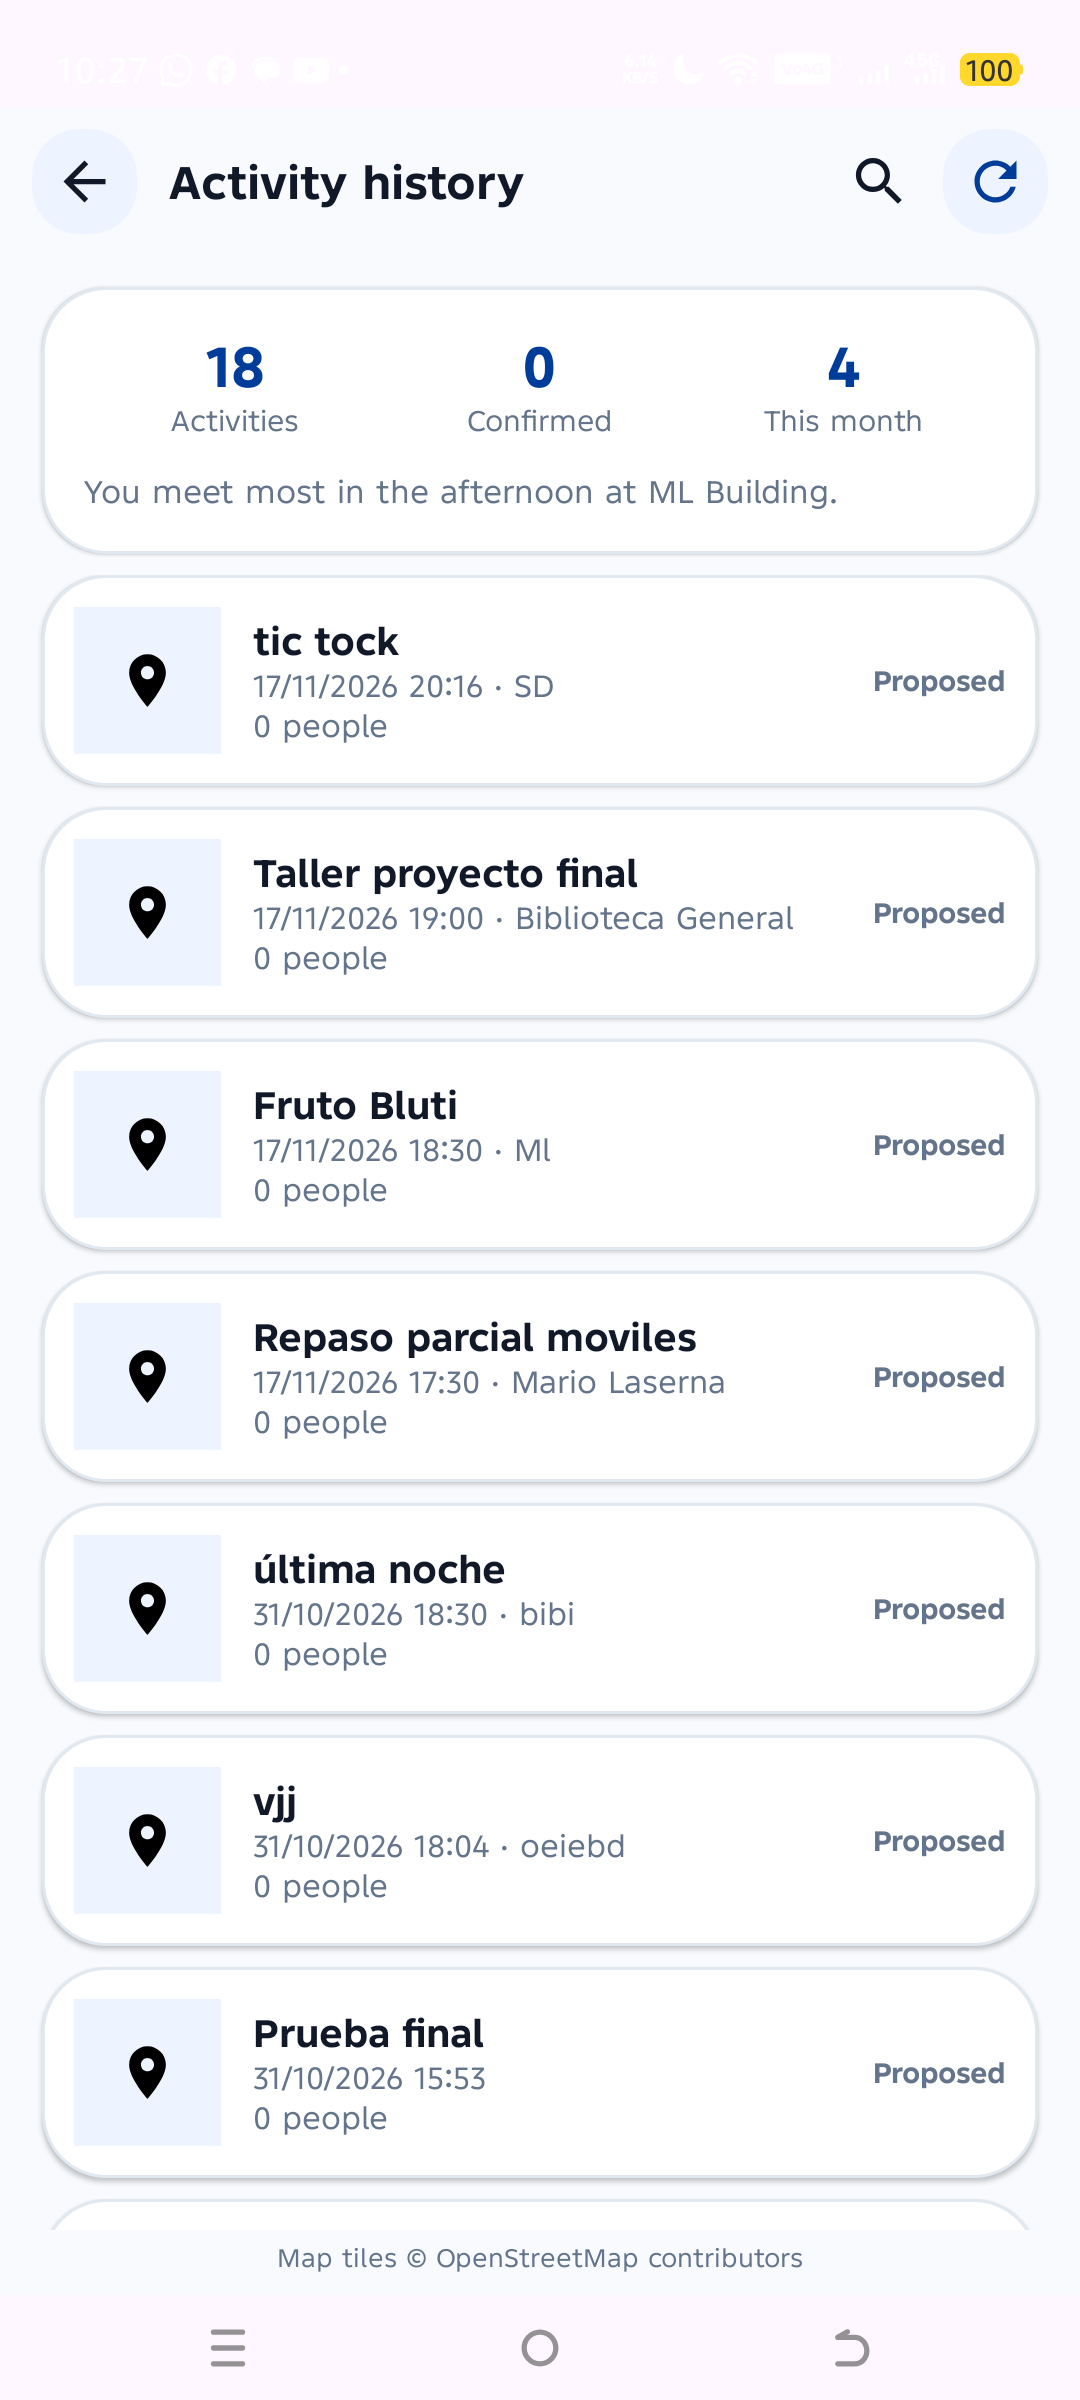 10:27
100
Activity history
18
Activities
0
Confirmed
4
This month
You meet most in the afternoon at ML Building.
tic tock
17/11/2026 20:16 · SD
0 people
Proposed
Taller proyecto final
17/11/2026 19:00 · Biblioteca General
0 people
Proposed
Fruto Bluti
17/11/2026 18:30 · Ml
0 people
Proposed
Repaso parcial moviles
17/11/2026 17:30 · Mario Laserna
0 people
Proposed
última noche
31/10/2026 18:30 · bibi
0 people
Proposed
vjj
31/10/2026 18:04 · oeiebd
0 people
Proposed
Prueba final
31/10/2026 15:53
0 people
Proposed
Map tiles © OpenStreetMap contributors